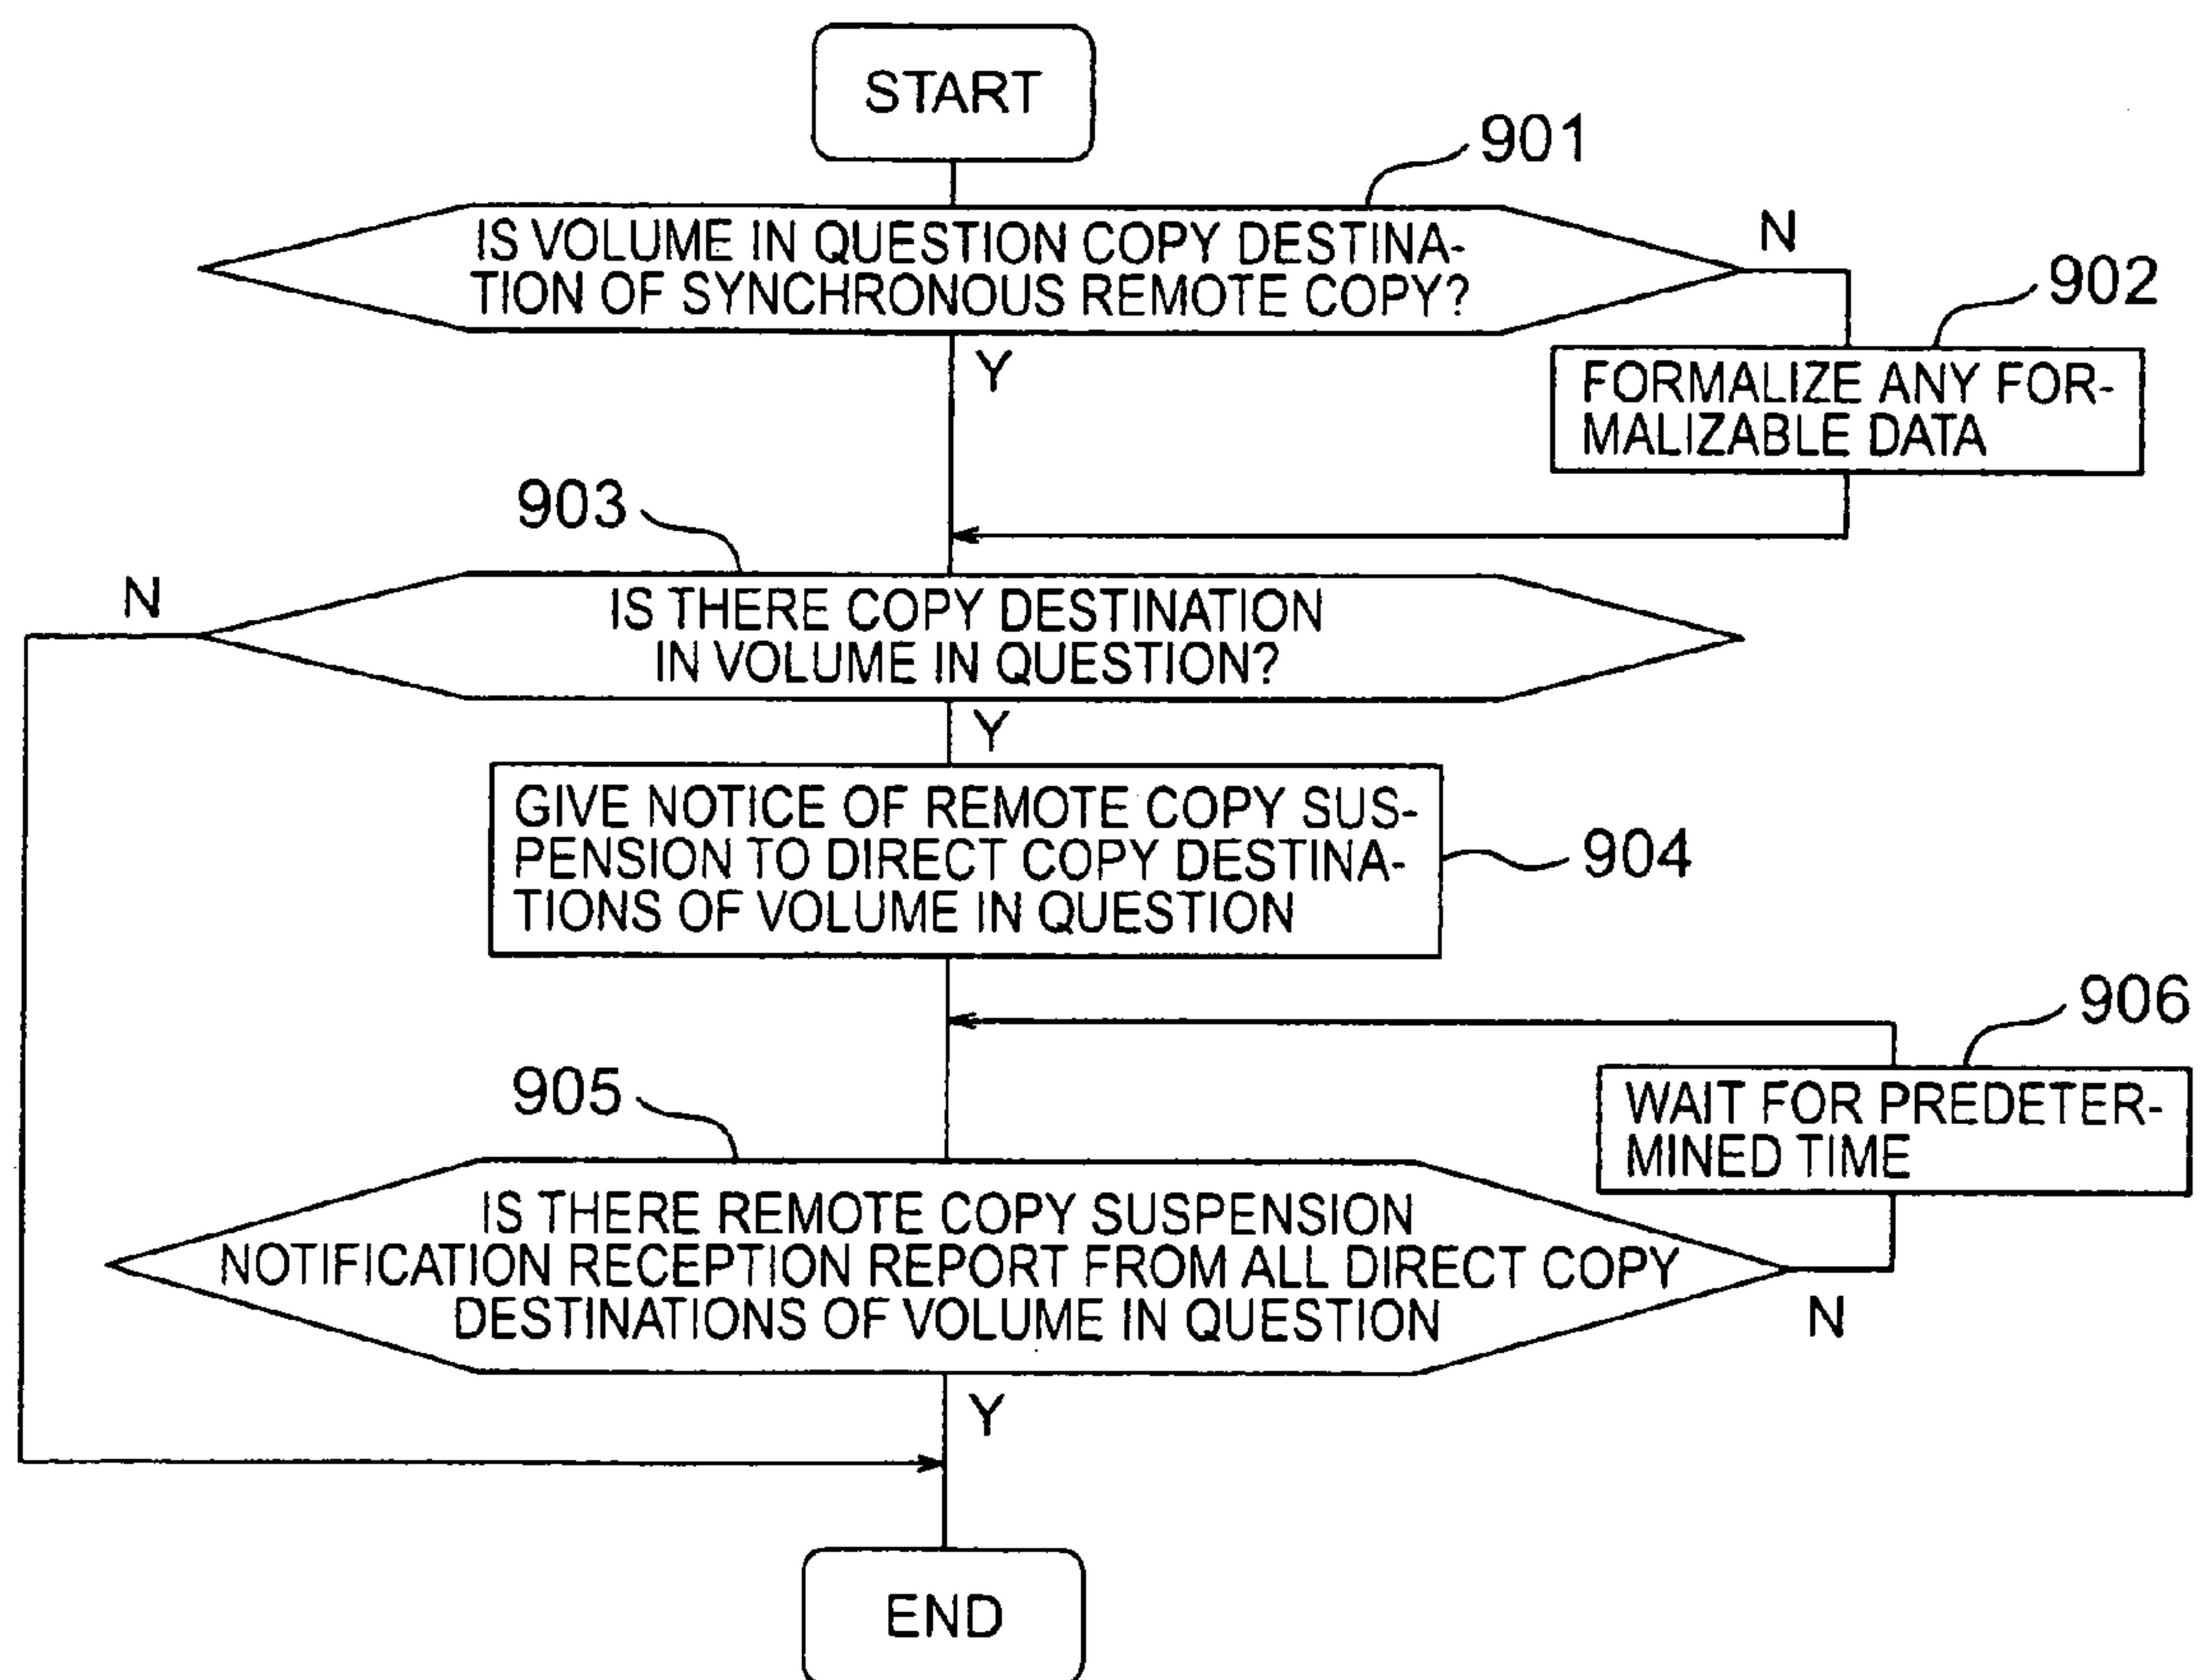 START
901
IS VOLUME IN QUESTION COPY DESTINA-
TION OF SYNCHRONOUS REMOTE COPY?
N
902
Y
FORMALIZE ANY FOR-
MALIZABLE DATA
903
N
IS THERE COPY DESTINATION
IN VOLUME IN QUESTION?
Y
GIVE NOTICE OF REMOTE COPY SUS-
PENSION TO DIRECT COPY DESTINA-
TIONS OF VOLUME IN QUESTION
904
906
905
WAIT FOR PREDETER-
MINED TIME
IS THERE REMOTE COPY SUSPENSION
NOTIFICATION RECEPTION REPORT FROM ALL DIRECT COPY
DESTINATIONS OF VOLUME IN QUESTION
N
Y
END